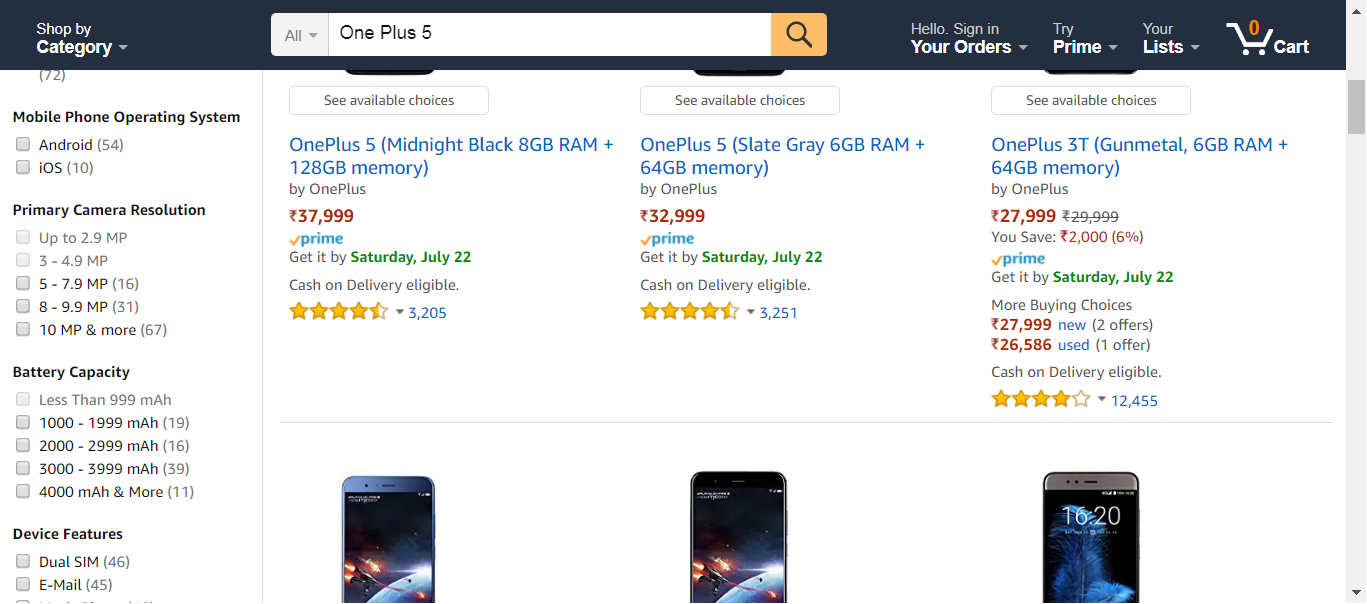 Shop by
Category
All
One Plus 5
Hello. Sign in
Your Orders
Try
Prime
Your
Lists
0
Cart
(72)
Mobile Phone Operating System
Android (54)
iOS (10)
Primary Camera Resolution
Up to 2.9 MP
3 - 4.9 MP
5 - 7.9 MP (16)
8 - 9.9 MP (31)
10 MP & more (67)
Battery Capacity
Less Than 999 mAh
1000 - 1999 mAh (19)
2000 - 2999 mAh (16)
3000 - 3999 mAh (39)
4000 mAh & More (11)
Device Features
Dual SIM (46)
E-Mail (45)
See available choices
OnePlus 5 (Midnight Black 8GB RAM +
128GB memory)
by OnePlus
₹37,999
prime
Get it by Saturday, July 22
Cash on Delivery eligible.
3,205
See available choices
OnePlus 5 (Slate Gray 6GB RAM +
64GB memory)
by OnePlus
₹32,999
prime
Get it by Saturday, July 22
Cash on Delivery eligible.
3,251
See available choices
OnePlus 3T (Gunmetal, 6GB RAM +
64GB memory)
by OnePlus
₹27,999 ₹29,999
You Save: ₹2,000 (6%)
prime
Get it by Saturday, July 22
More Buying Choices
₹27,999 new (2 offers)
₹26,586 used (1 offer)
Cash on Delivery eligible.
12,455
16:20